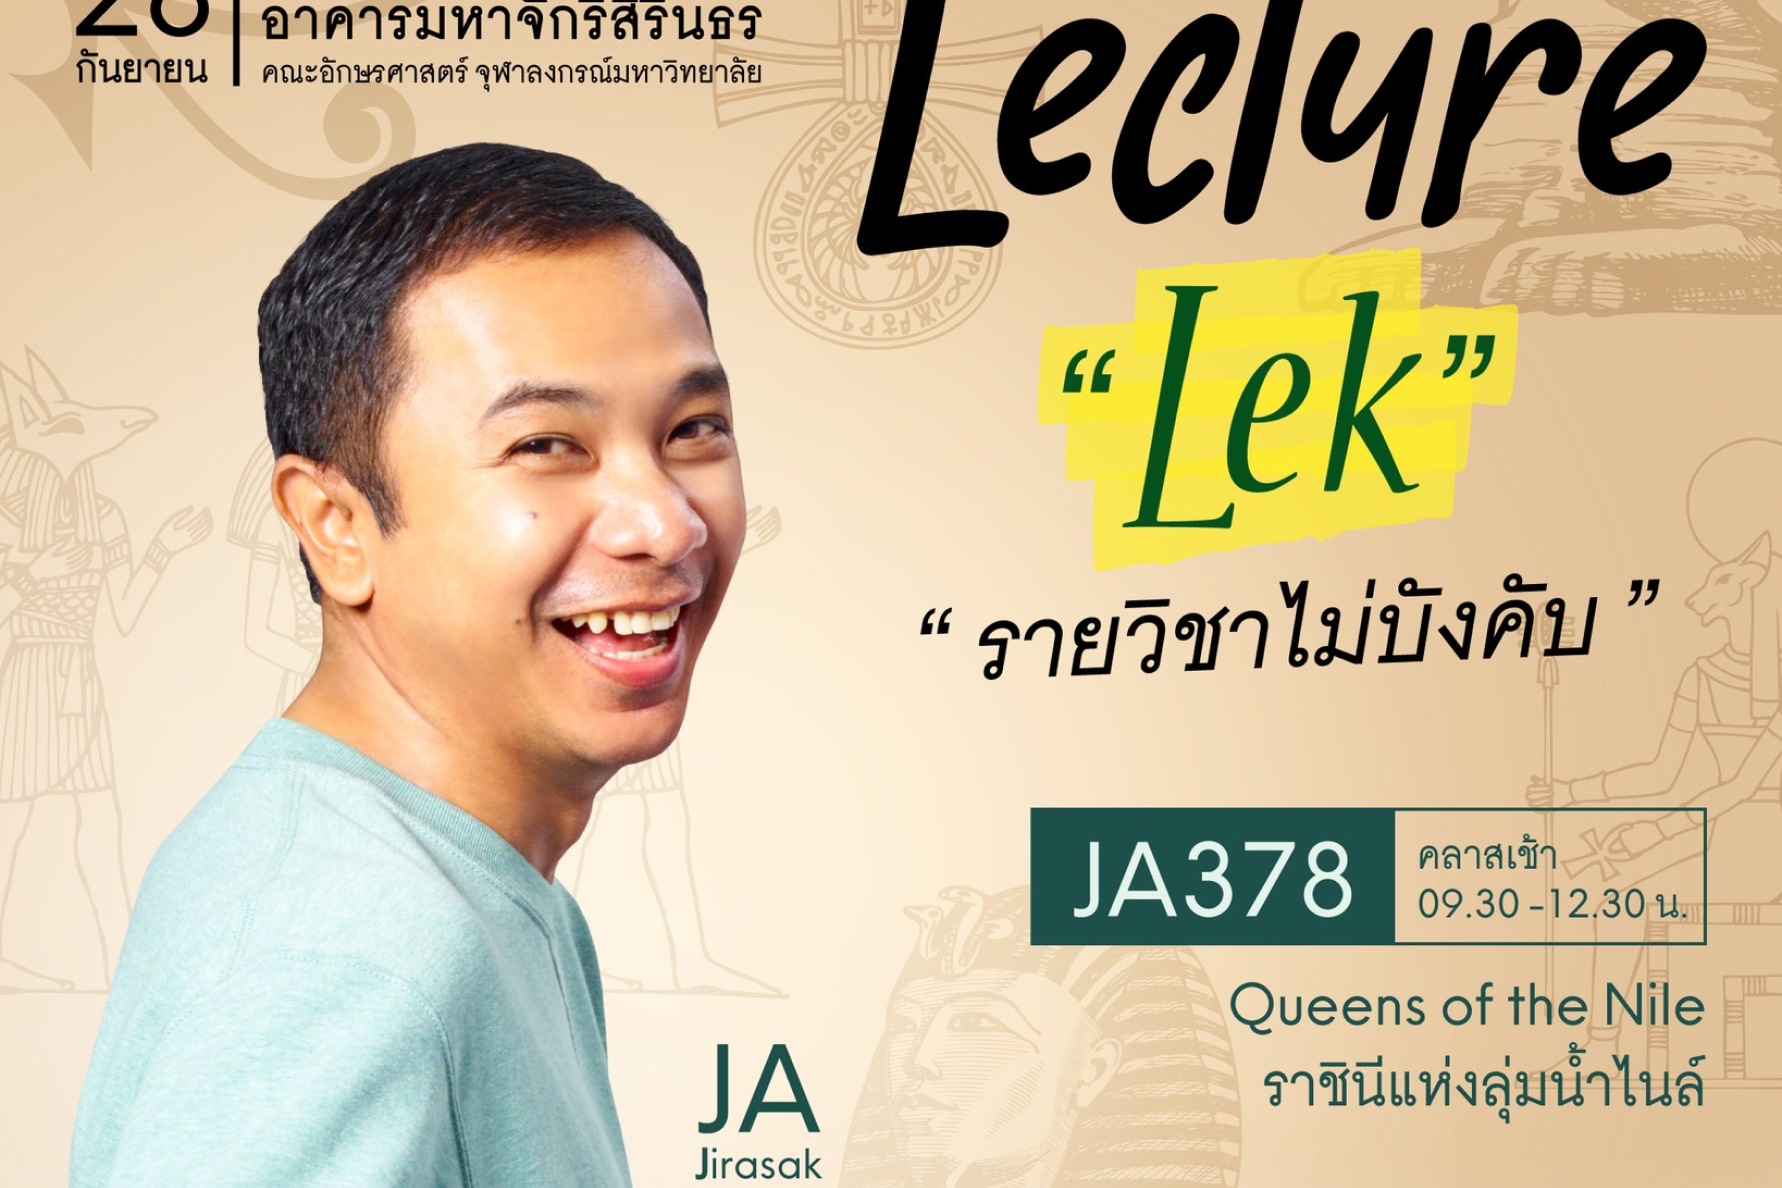 28
กันยายน
อาคารมหาจักรีสิรินธร
คณะอักษรศาสตร์ จุฬาลงกรณ์มหาวิทยาลัย
Lecture
“Lek”
“ รายวิชาไม่บังคับ ”
JA378
คลาสเช้า
09.30 -12.30 น.
Queens of the Nile
ราชินีแห่งลุ่มน้ำไนล์
JA
Jirasak